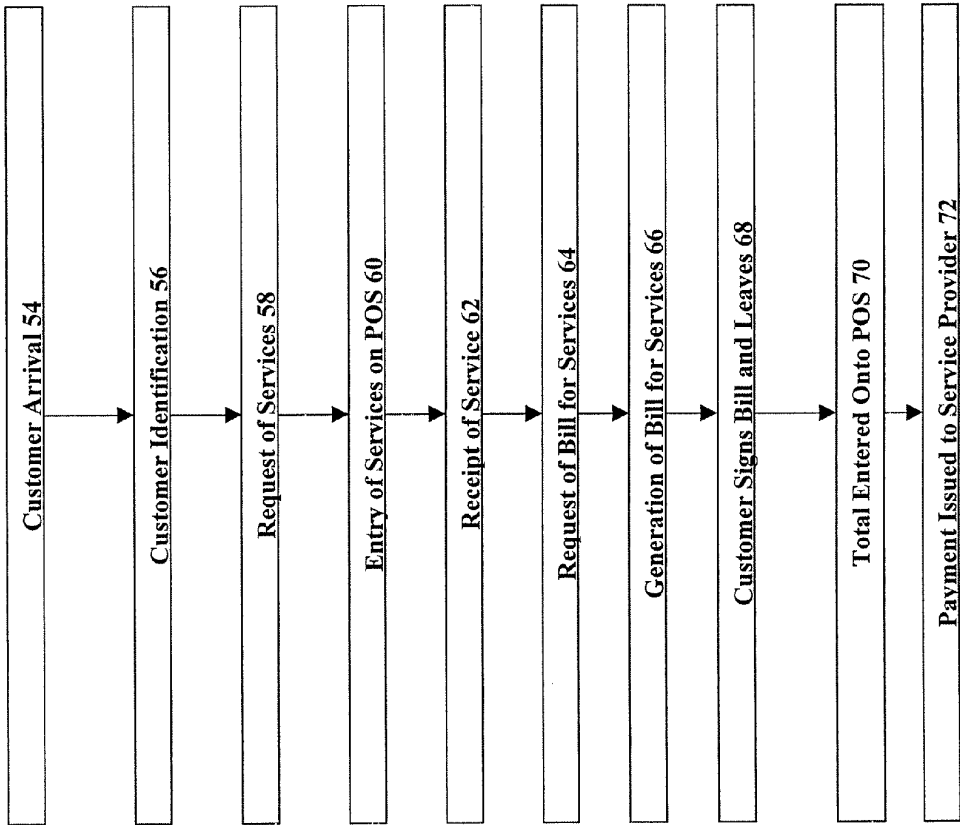 Customer Arrival 54
Customer Identification 56
Request of Services 58
Entry of Services on POS 60
Receipt of Service 62
Request of Bill for Services 64
Generation of Bill for Services 66
Customer Signs Bill and Leaves 68
Total Entered Onto POS 70
Payment Issued to Service Provider 72